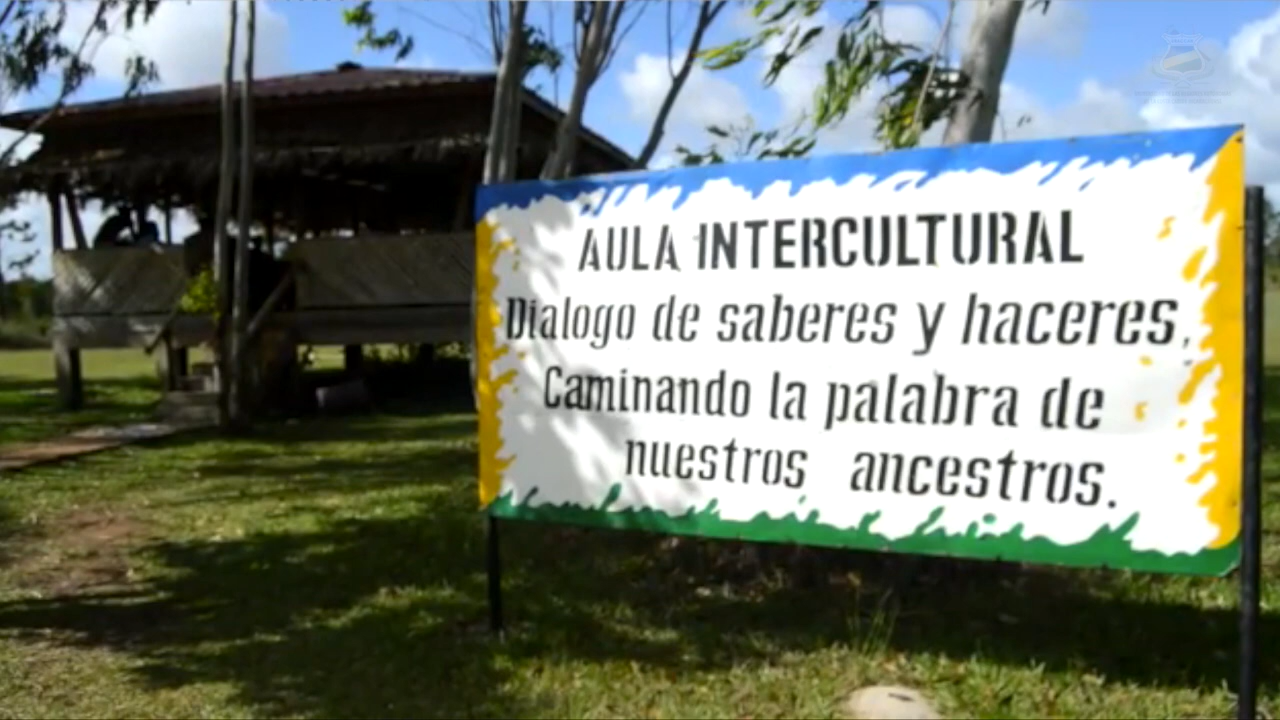 AULA INTERCULTURAL
Dialogo de saberes y haceres,
Caminando la palabra de
nuestros ancestros.